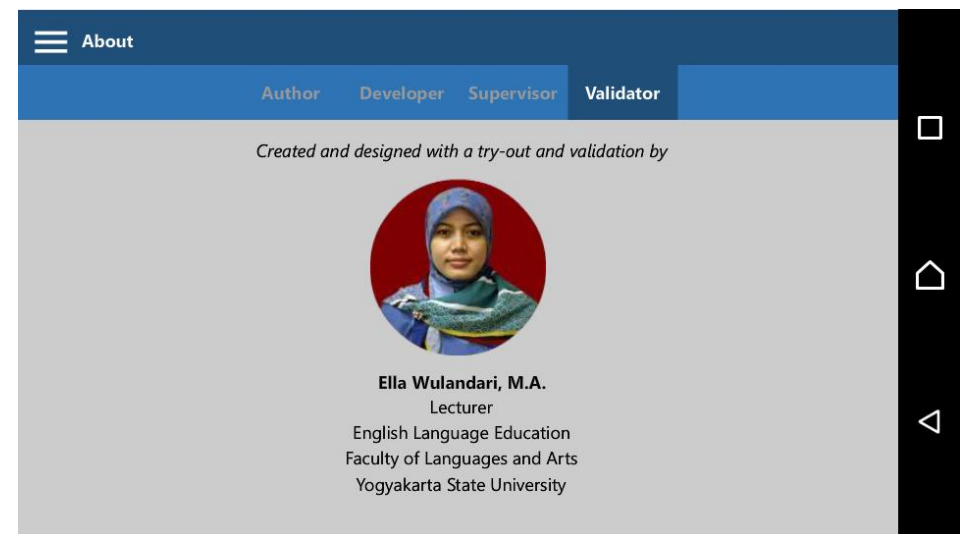 About
Author Developer Supervisor Validator
Created and designed with a try-out and validation by
Ella Wulandari, M.A.
Lecturer
English Language Education
Faculty of Languages and Arts
Yogyakarta State University